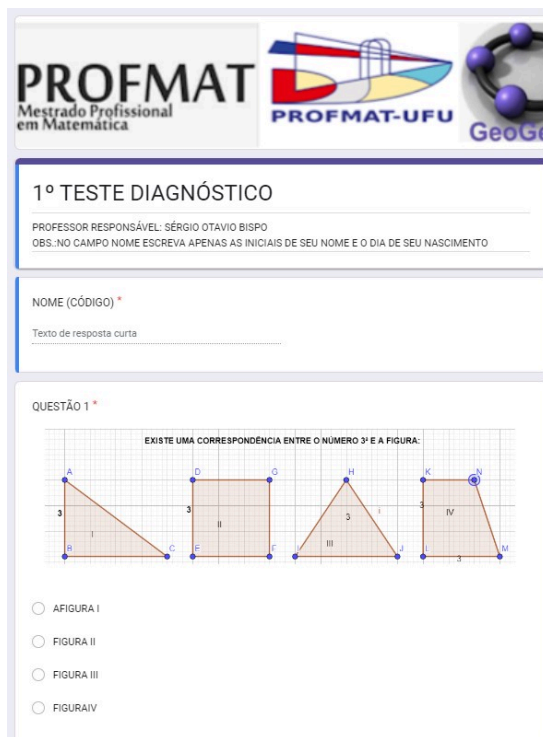 PROFMAT
Mestrado Profissional
em Matemática
PROFMAT-UFU
GeoGe
1º TESTE DIAGNÓSTICO
PROFESSOR RESPONSÁVEL: SÉRGIO OTAVIO BISPO
OBS.:NO CAMPO NOME ESCREVA APENAS AS INICIAIS DE SEU NOME E O DIA DE SEU NASCIMENTO
NOME (CÓDIGO) *
Texto de resposta curta
QUESTÃO 1 *
EXISTE UMA CORRESPONDÊNCIA ENTRE O NÚMERO 3² E A FIGURA:
A D G H K N
3 3 3 i 3 IV
I II III
B C E F J L M
3
AFIGURA I
FIGURA II
FIGURA III
FIGURAIV